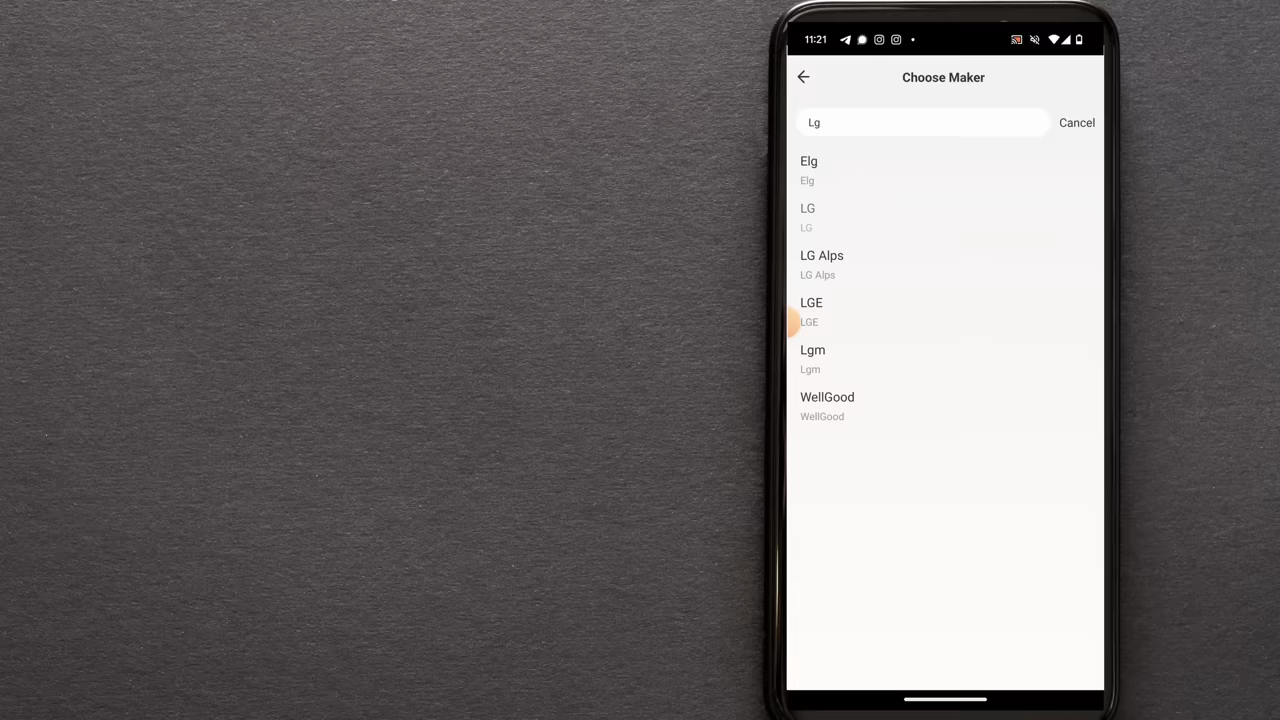 11:21
Choose Maker
Lg
Cancel
Elg
Elg
LG
LG
LG Alps
LG Alps
LGE
LGE
Lgm
Lgm
WellGood
WellGood